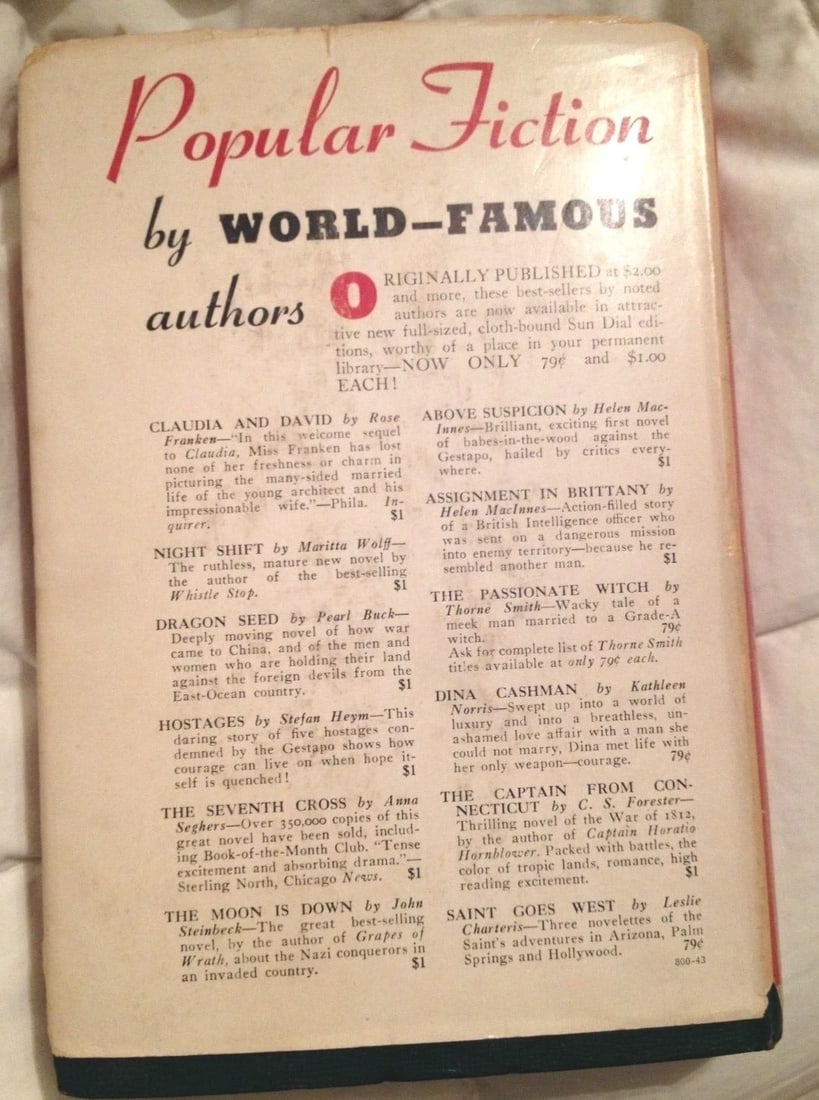 Popular Fiction
by WORLD-FAMOUS
authors
ORIGINALLY PUBLISHED at $2.00
and more, these best-sellers by noted
authors are now available in attrac-
tive new full-sized, cloth-bound Sun Dial edi-
tions, worthy of a place in your permanent
library—NOW ONLY 79¢ and $1.00
EACH!
CLAUDIA AND DAVID by Rose
Franken—"In this welcome sequel
to Claudia, Miss Franken has lost
none of her freshness or charm in
picturing the many-sided married
life of the young architect and his
impressionable wife."—Phila. In-
quirer. $1
NIGHT SHIFT by Maritta Wolff—
The ruthless, mature new novel by
the author of the best-selling
Whistle Stop. $1
DRAGON SEED by Pearl Buck—
Deeply moving novel of how war
came to China, and of the men and
women who are holding their land
against the foreign devils from the
East-Ocean country. $1
HOSTAGES by Stefan Heym—This
daring story of five hostages con-
demned by the Gestapo shows how
courage can live on when hope it-
self is quenched! $1
THE SEVENTH CROSS by Anna
Seghers—Over 350,000 copies of this
great novel have been sold, includ-
ing Book-of-the-Month Club. "Tense
excitement and absorbing drama."—
Sterling North, Chicago News. $1
THE MOON IS DOWN by John
Steinbeck—The great best-selling
novel, by the author of Grapes of
Wrath, about the Nazi conquerors in
an invaded country. $1
ABOVE SUSPICION by Helen Mac-
Innes—Brilliant, exciting first novel
of babes-in-the-wood against the
Gestapo, hailed by critics every-
where. $1
ASSIGNMENT IN BRITTANY by
Helen MacInnes—Action-filled story
of a British Intelligence officer who
was sent on a dangerous mission
into enemy territory—because he re-
sembled another man. $1
THE PASSIONATE WITCH by
Thorne Smith—Wacky tale of a
meek man married to a Grade-A
witch. 79¢
Ask for complete list of Thorne Smith
titles available at only 79¢ each.
DINA CASHMAN by Kathleen
Norris—Swept up into a world of
luxury and into a breathless, un-
ashamed love affair with a man she
could not marry, Dina met life with
her only weapon—courage. 79¢
THE CAPTAIN FROM CON-
NECTICUT by C. S. Forester—
Thrilling novel of the War of 1812,
by the author of Captain Horatio
Hornblower. Packed with battles, the
color of tropic lands, romance, high
reading excitement. $1
SAINT GOES WEST by Leslie
Charteris—Three novelettes of the
Saint's adventures in Arizona, Palm
Springs and Hollywood. 79¢
800-43